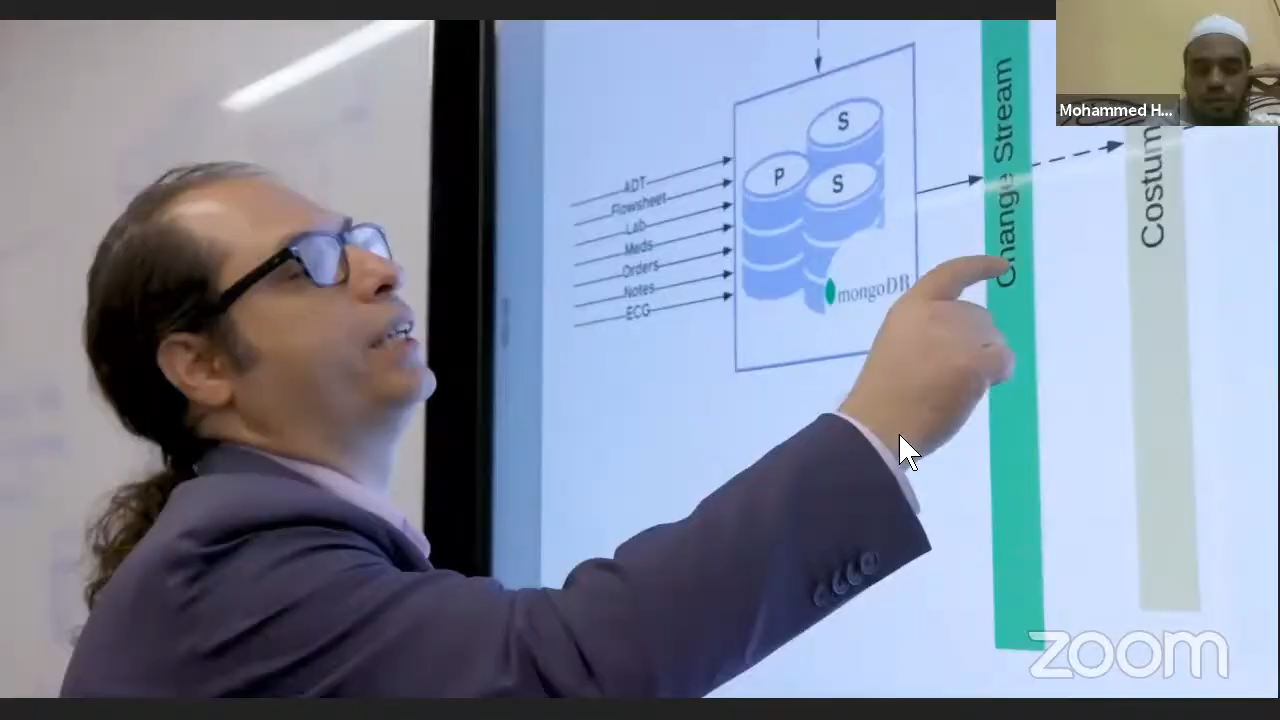 Mohammed H...
S
P
S
ADT
Flowsheet
Lab
Meds
Orders
Notes
ECG
mongoDB
Change Stream
Costum
zoom